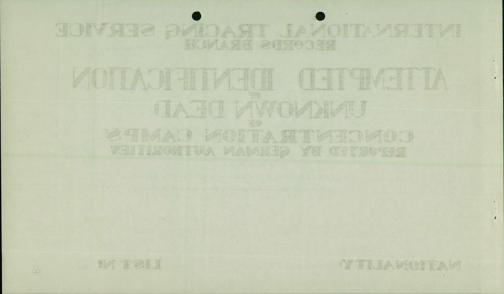 INTERNATIONAL TRACING SERVICE
RECORDS BRANCH
ATTEMPTED IDENTIFICATION
OF
UNKNOWN DEAD
OF
CONCENTRATION CAMPS
REPORTED BY GERMAN AUTHORITIES
NATIONALITY LIST Nº